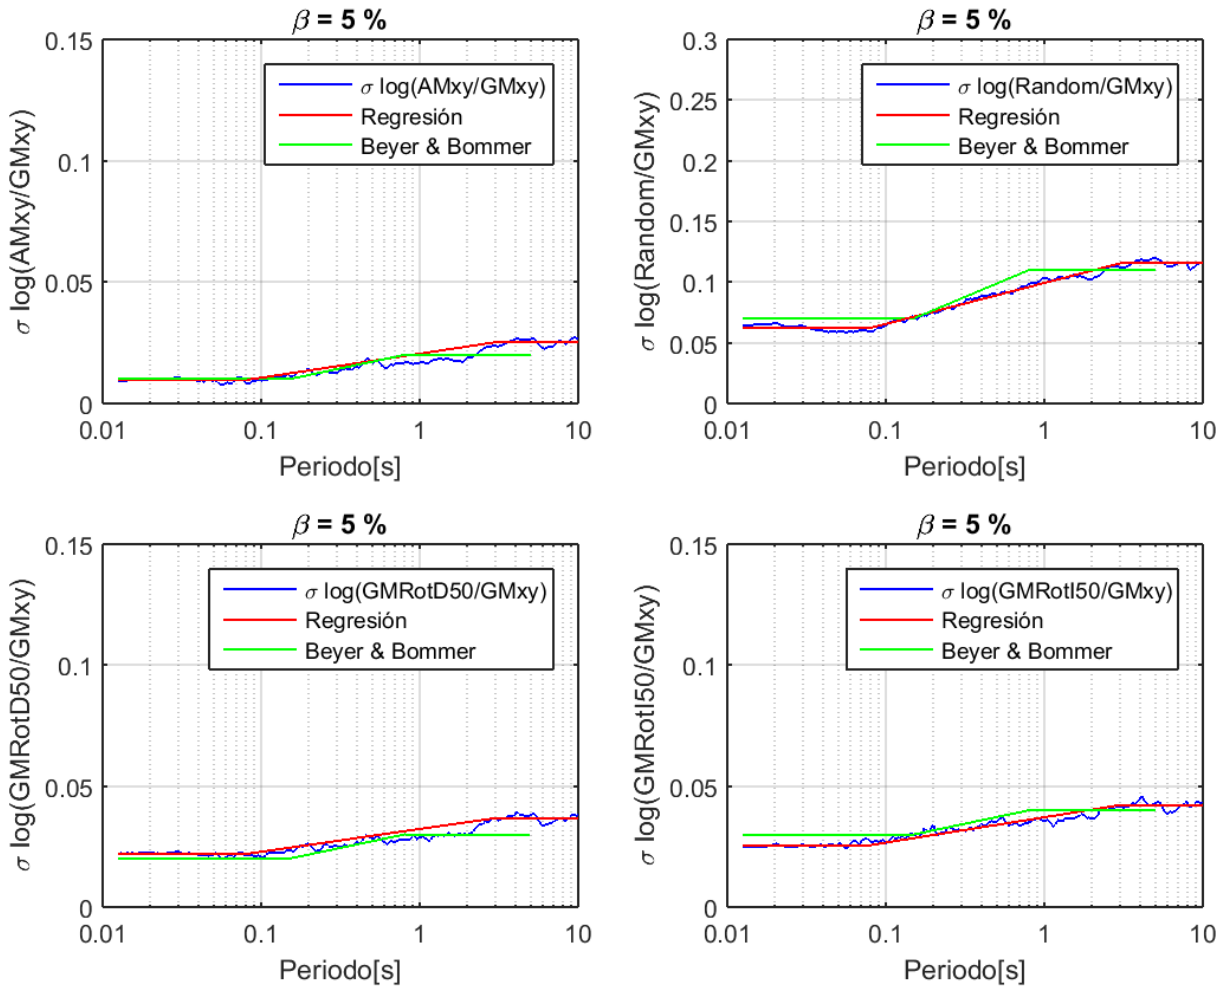 β = 5 %
σ log(AMxy/GMxy)
0.15
0.1
0.05
0
σ log(AMxy/GMxy)
Regresión
Beyer & Bommer
0.01 0.1 1 10
Periodo[s]
β = 5 %
σ log(Random/GMxy)
0.3
0.25
0.2
0.15
0.1
0.05
0
σ log(Random/GMxy)
Regresión
Beyer & Bommer
0.01 0.1 1 10
Periodo[s]
β = 5 %
σ log(GMRotD50/GMxy)
0.15
0.1
0.05
0
σ log(GMRotD50/GMxy)
Regresión
Beyer & Bommer
0.01 0.1 1 10
Periodo[s]
β = 5 %
σ log(GMRotI50/GMxy)
0.15
0.1
0.05
0
σ log(GMRotI50/GMxy)
Regresión
Beyer & Bommer
0.01 0.1 1 10
Periodo[s]